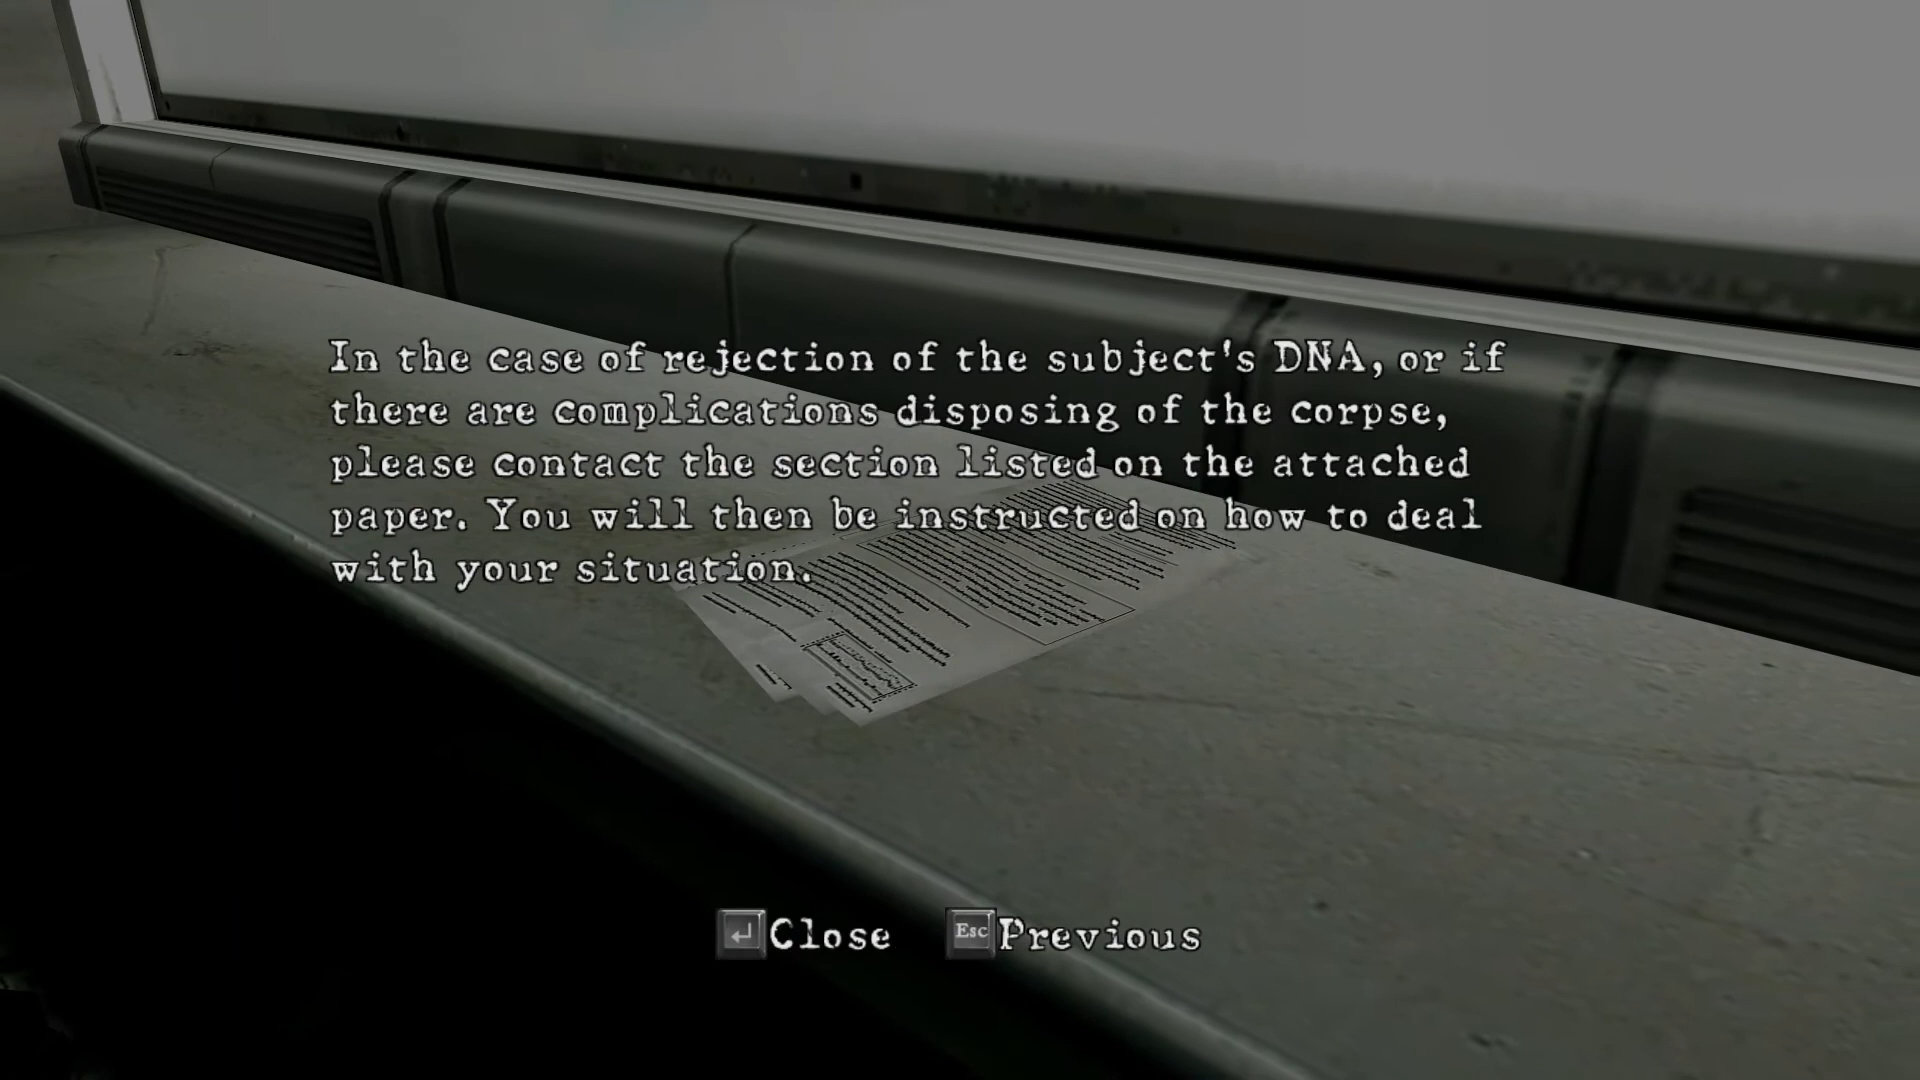 In the case of rejection of the subject's DNA, or if
there are complications disposing of the corpse,
please contact the section listed on the attached
paper. You will then be instructed on how to deal
with your situation.
Close
Esc Previous